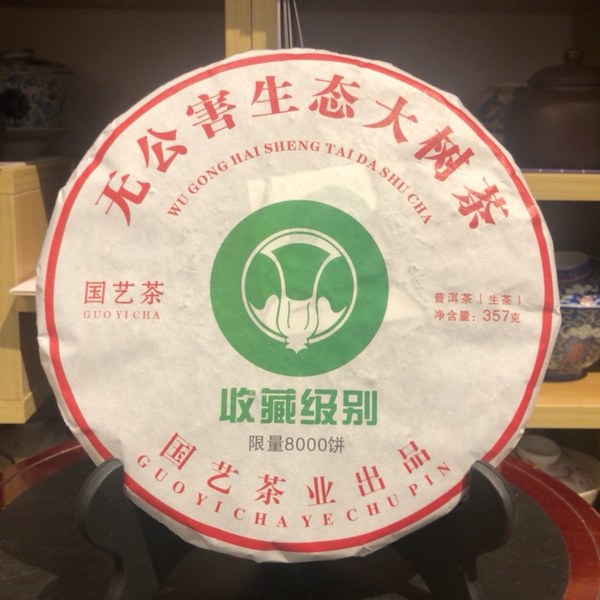 无公害生态大树茶
WU GONG HAI SHENG TAI DA SHU CHA
国艺茶
GUO YI CHA
普洱茶（生茶）
净含量：357克
收藏级别
限量8000饼
国艺茶业出品
GUO YI CHA YE CHU PIN